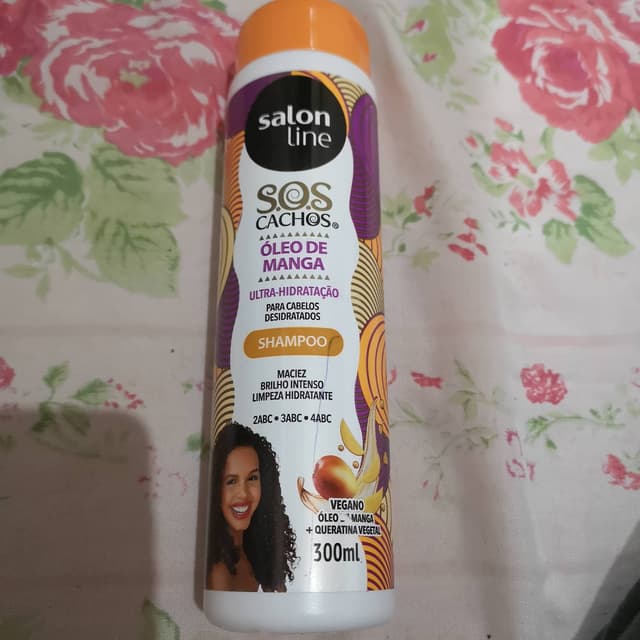 salon
line
S.O.S
CACHOS®
ÓLEO DE
MANGA
ULTRA-HIDRATAÇÃO
PARA CABELOS
DESIDRATADOS
SHAMPOO
MACIEZ
BRILHO INTENSO
LIMPEZA HIDRATANTE
2ABC • 3ABC • 4ABC
VEGANO
ÓLEO MANGA
+ QUERATINA VEGETAL
300ml